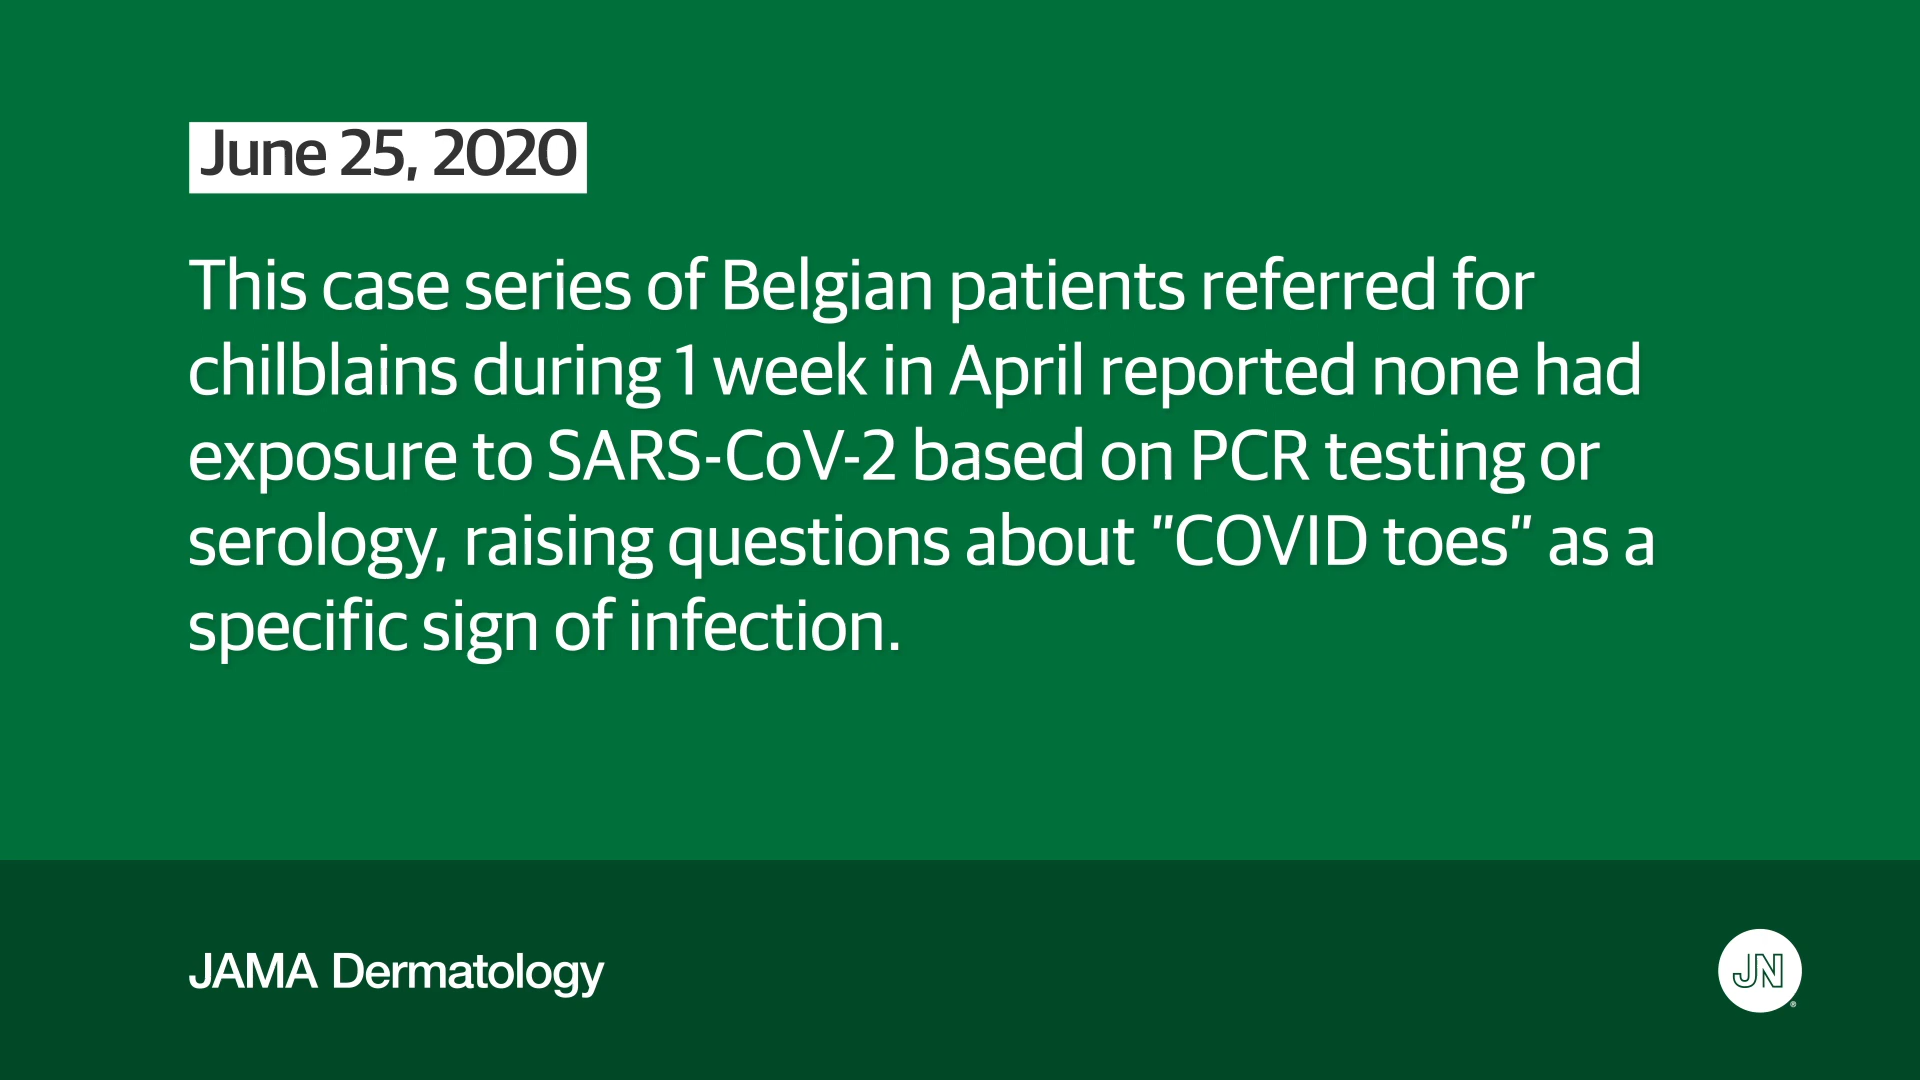 June 25, 2020
This case series of Belgian patients referred for
chilblains during 1 week in April reported none had
exposure to SARS-CoV-2 based on PCR testing or
serology, raising questions about "COVID toes" as a
specific sign of infection.
JAMA Dermatology
JN®